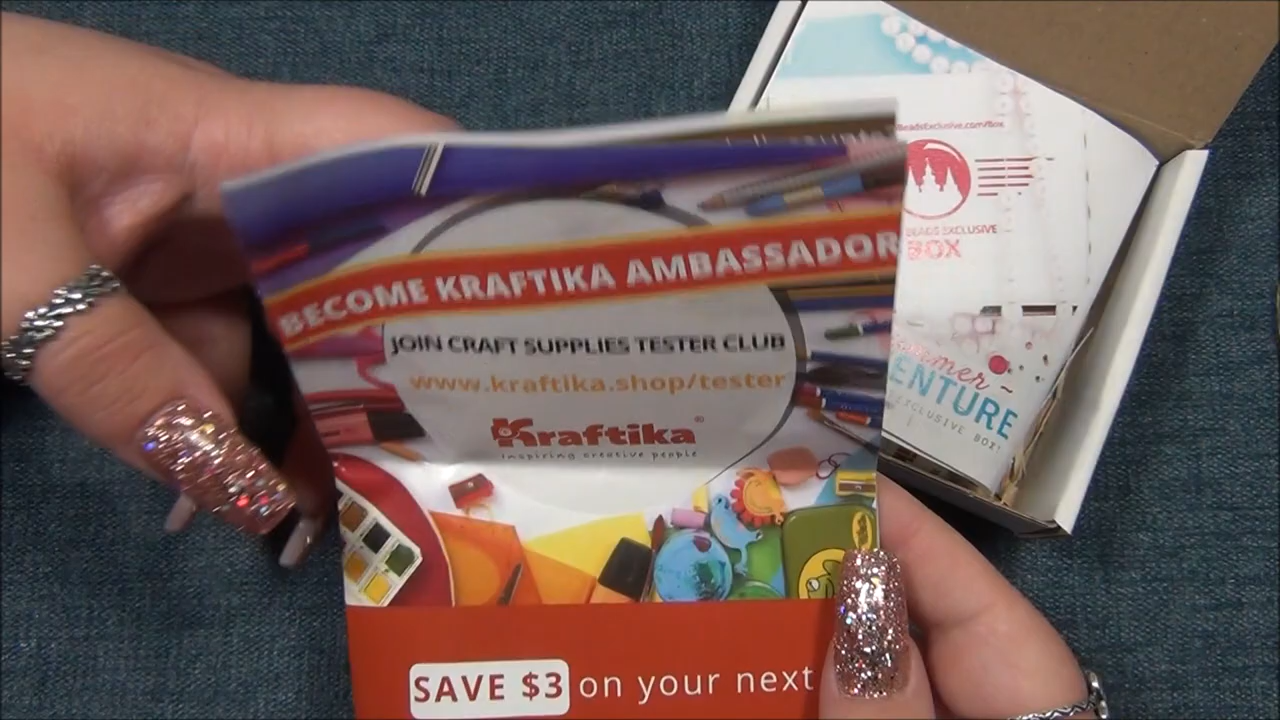 BECOME KRAFTIKA AMBASSADOR
JOIN CRAFT SUPPLIES TESTER CLUB
www.kraftika.shop/tester
Kraftika®
inspiring creative people
SAVE $3 on your next
BeadsExclusive.com/Box
BEADS EXCLUSIVE
BOX
ENTURE
EXCLUSIVE BOX!